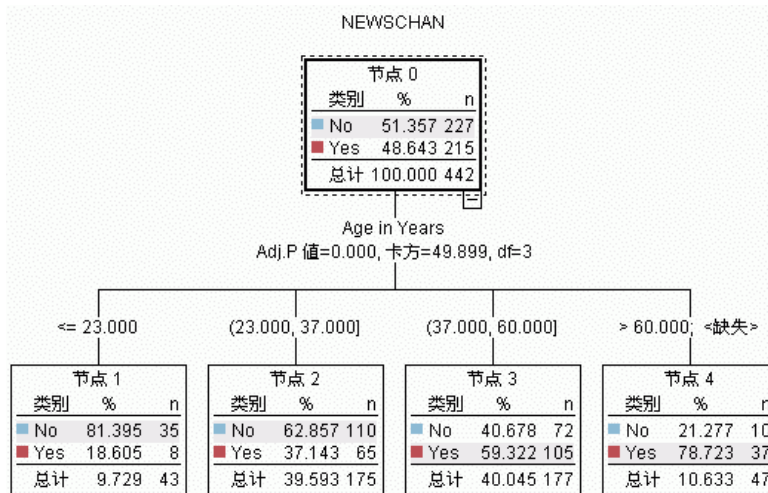 NEWSCHAN
节点 0
类别 % n
No 51.357 227
Yes 48.643 215
总计 100.000 442
Age in Years
Adj.P 值=0.000, 卡方=49.899, df=3
<= 23.000
(23.000, 37.000]
(37.000, 60.000]
> 60.000; <缺失>
节点 1
类别 % n
No 81.395 35
Yes 18.605 8
总计 9.729 43
节点 2
类别 % n
No 62.857 110
Yes 37.143 65
总计 39.593 175
节点 3
类别 % n
No 40.678 72
Yes 59.322 105
总计 40.045 177
节点 4
类别 % n
No 21.277 10
Yes 78.723 37
总计 10.633 47